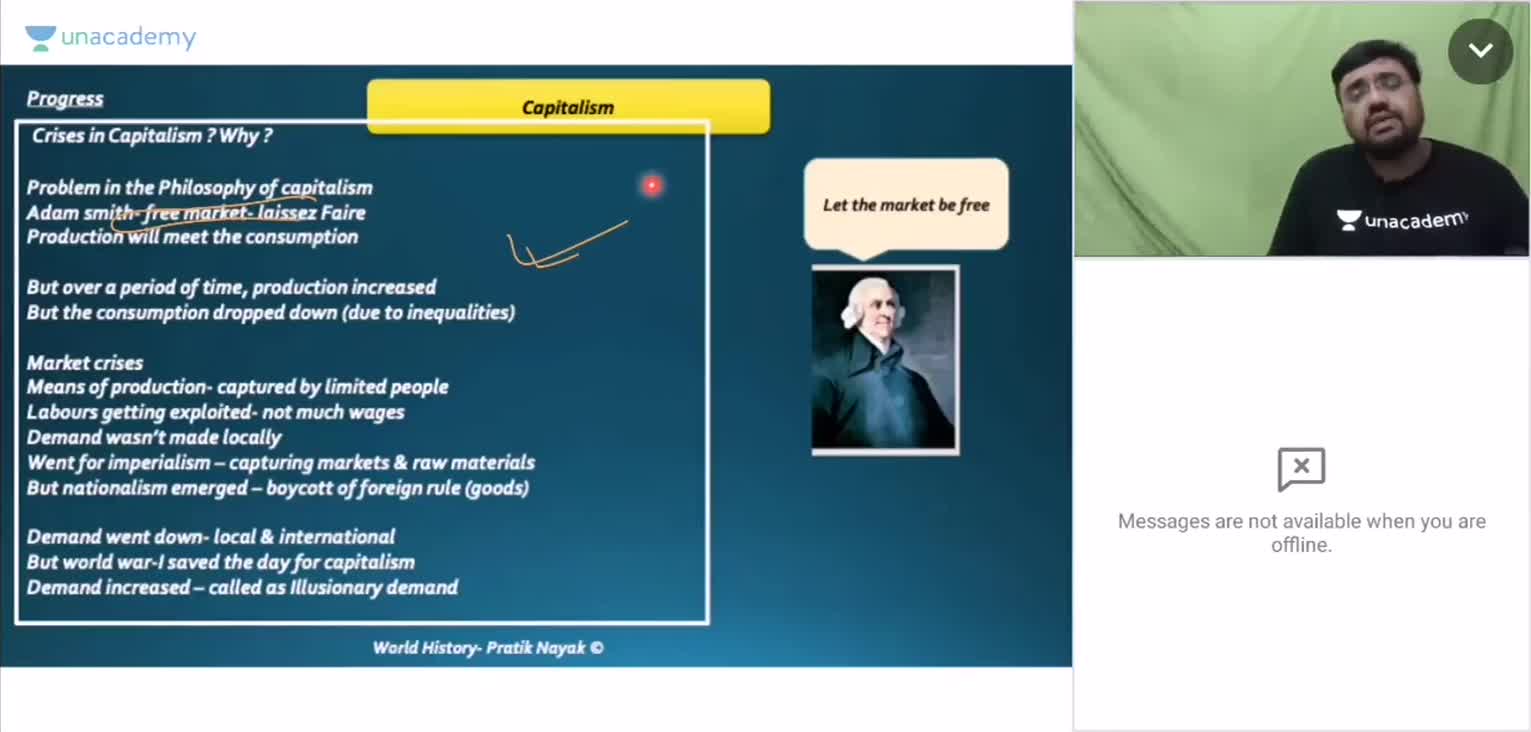 unacademy
Progress
Capitalism
Crises in Capitalism ? Why ?
Problem in the Philosophy of capitalism
Adam smith- free market- laissez Faire
Production will meet the consumption
But over a period of time, production increased
But the consumption dropped down (due to inequalities)
Market crises
Means of production- captured by limited people
Labours getting exploited- not much wages
Demand wasn't made locally
Went for imperialism – capturing markets & raw materials
But nationalism emerged – boycott of foreign rule (goods)
Demand went down- local & international
But world war-I saved the day for capitalism
Demand increased – called as Illusionary demand
World History- Pratik Nayak ©
Let the market be free
unacademy
Messages are not available when you are
offline.